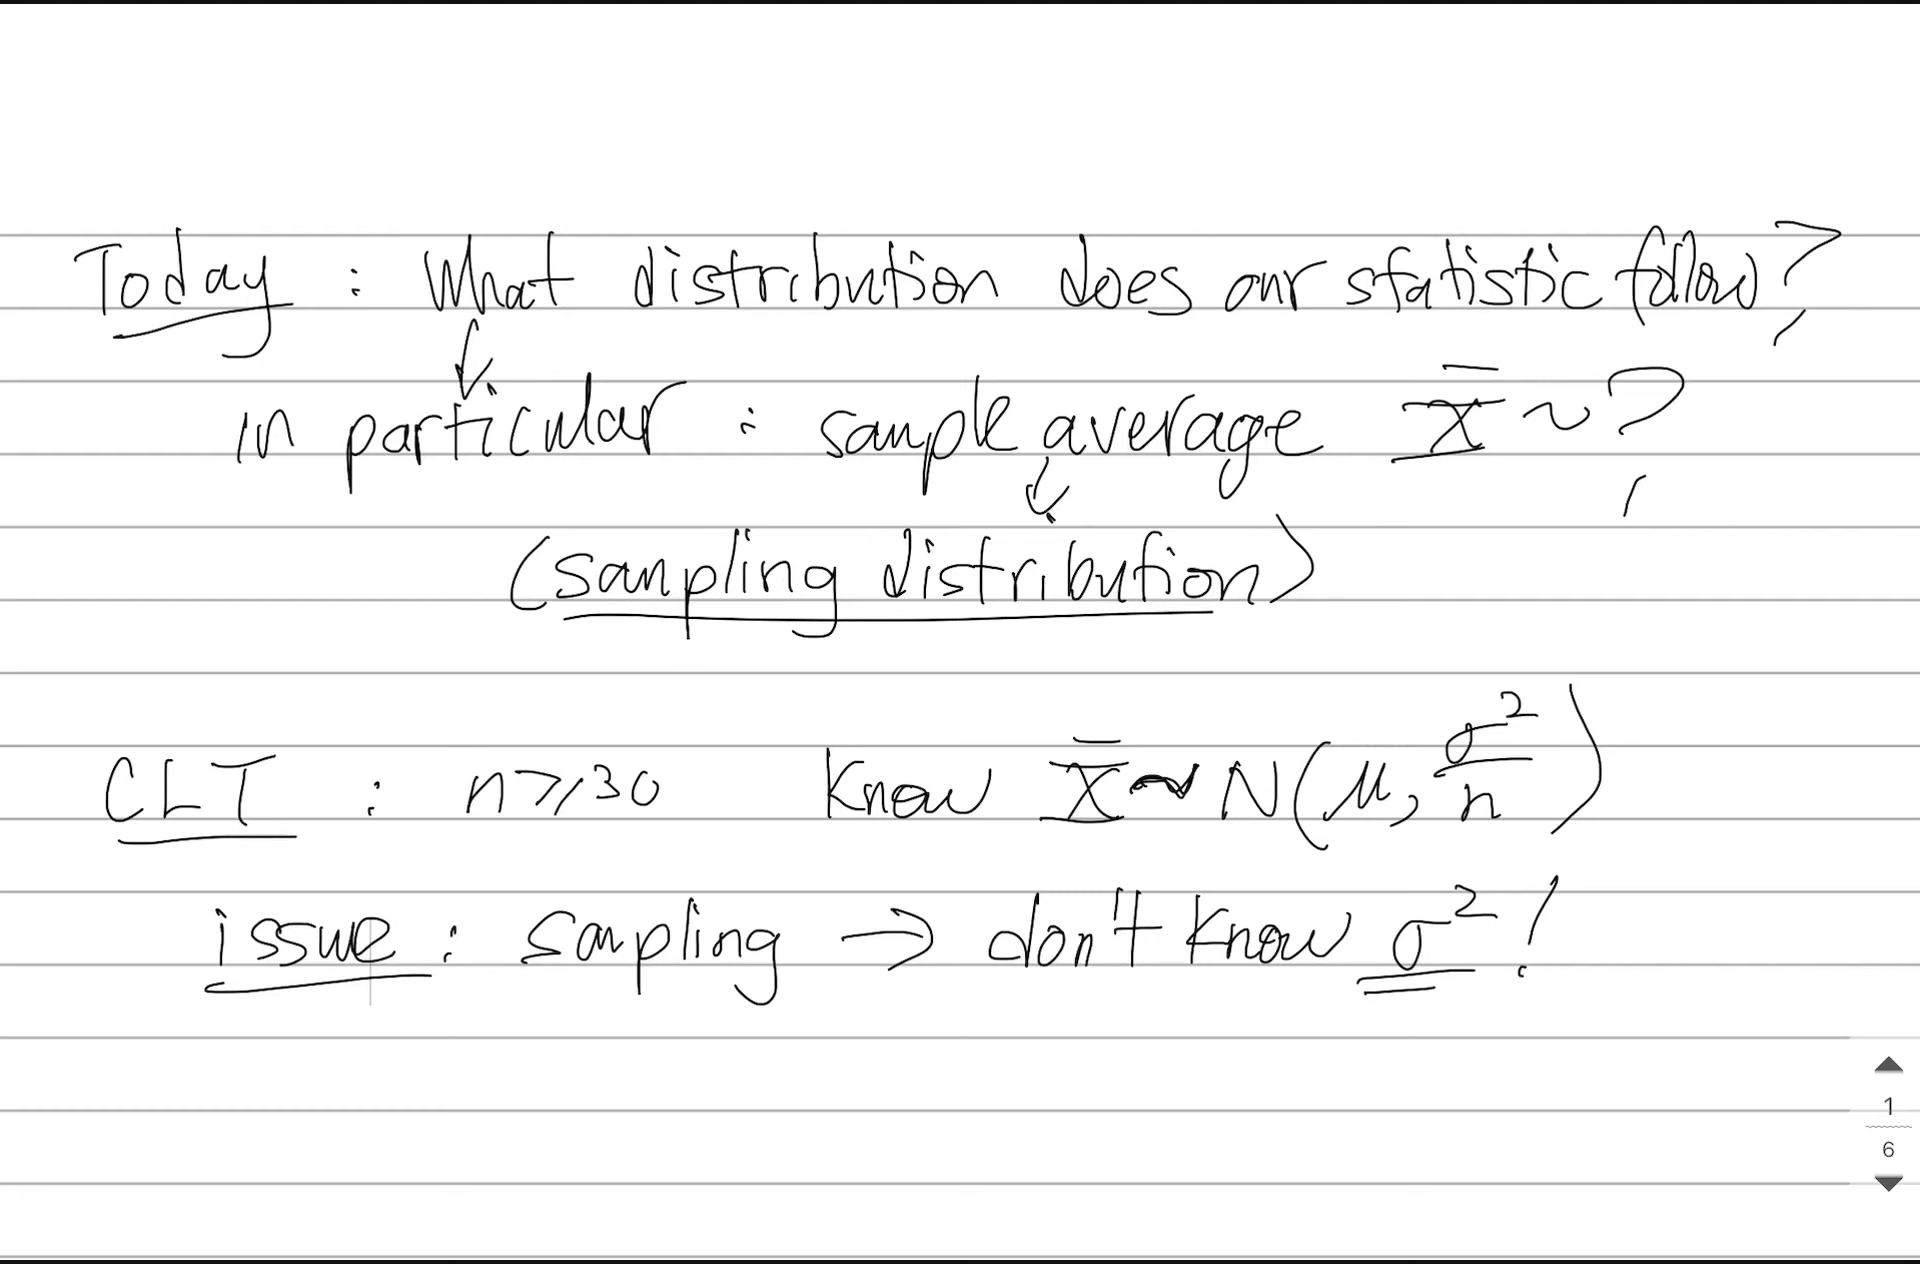 Today : What distribution does our statistic follow?
in particular : sample average X̄ ~ ?
(sampling distribution)
CLT : n ≥ 30 know X̄ ~ N(μ, σ²/n)
issue : sampling → don't know σ² !
1
6